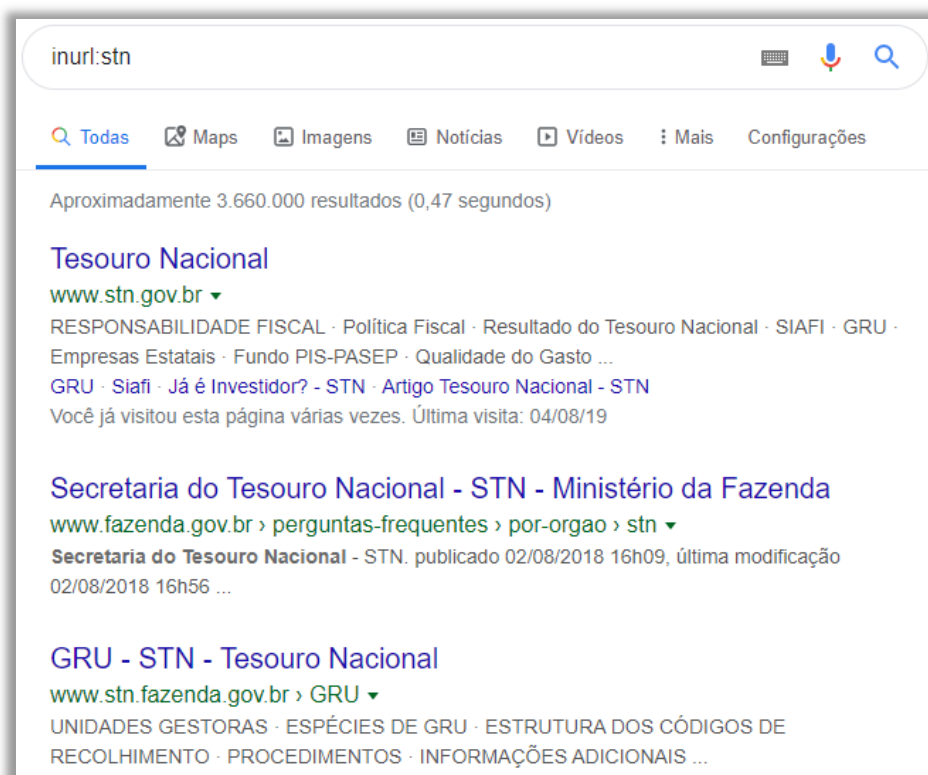 inurl:stn
Todas Maps Imagens Notícias Vídeos Mais Configurações
Aproximadamente 3.660.000 resultados (0,47 segundos)
Tesouro Nacional
www.stn.gov.br
RESPONSABILIDADE FISCAL · Política Fiscal · Resultado do Tesouro Nacional · SIAFI · GRU ·
Empresas Estatais · Fundo PIS-PASEP · Qualidade do Gasto ...
GRU · Siafi · Já é Investidor? - STN · Artigo Tesouro Nacional - STN
Você já visitou esta página várias vezes. Última visita: 04/08/19
Secretaria do Tesouro Nacional - STN - Ministério da Fazenda
www.fazenda.gov.br › perguntas-frequentes › por-orgao › stn
Secretaria do Tesouro Nacional - STN. publicado 02/08/2018 16h09, última modificação
02/08/2018 16h56 ...
GRU - STN - Tesouro Nacional
www.stn.fazenda.gov.br › GRU
UNIDADES GESTORAS · ESPÉCIES DE GRU · ESTRUTURA DOS CÓDIGOS DE
RECOLHIMENTO · PROCEDIMENTOS · INFORMAÇÕES ADICIONAIS ...